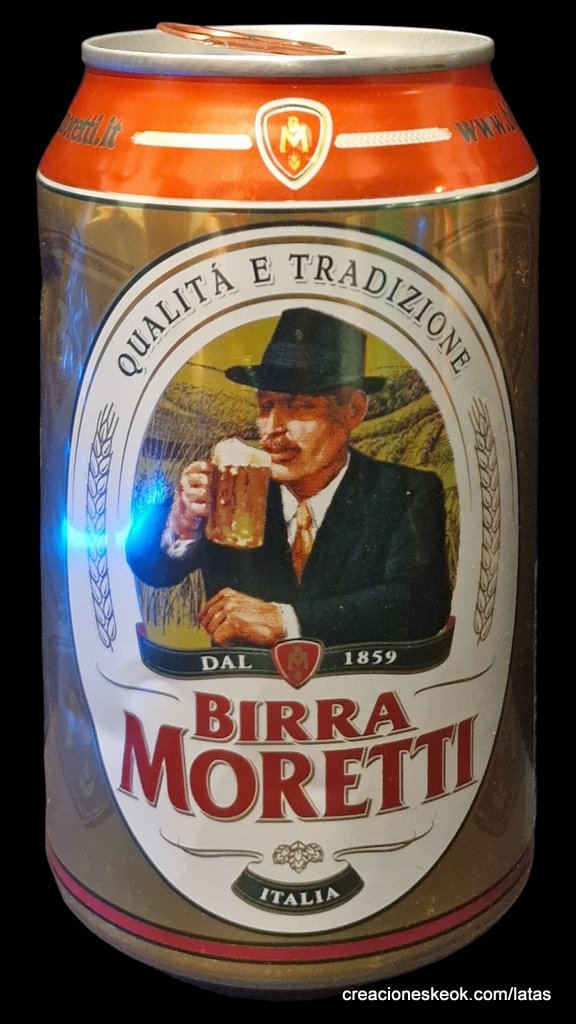 oretti.it
www.b
M
QUALITÁ E TRADIZIONE
DAL M 1859
BIRRA
MORETTI
ITALIA
creacioneskeok.com/latas